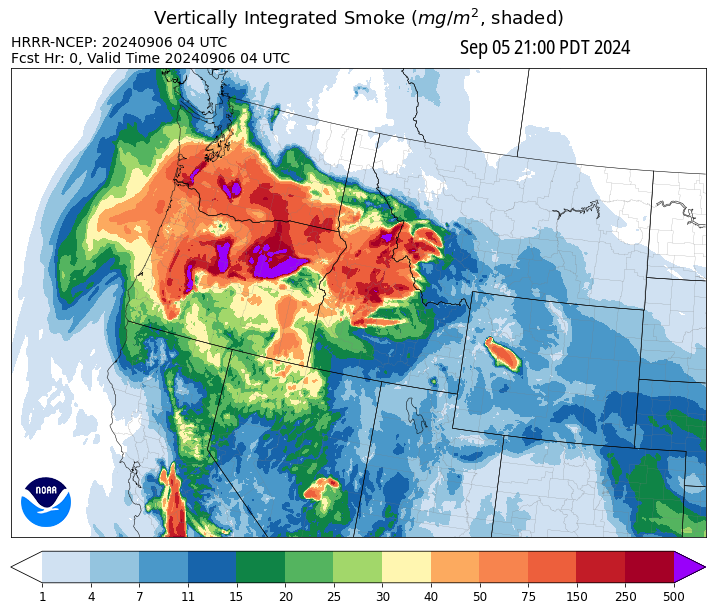 Vertically Integrated Smoke (mg/m², shaded)
HRRR-NCEP: 20240906 04 UTC
Sep 05 21:00 PDT 2024
Fcst Hr: 0, Valid Time 20240906 04 UTC
NOAA
1 4 7 11 15 20 25 30 40 50 75 150 250 500